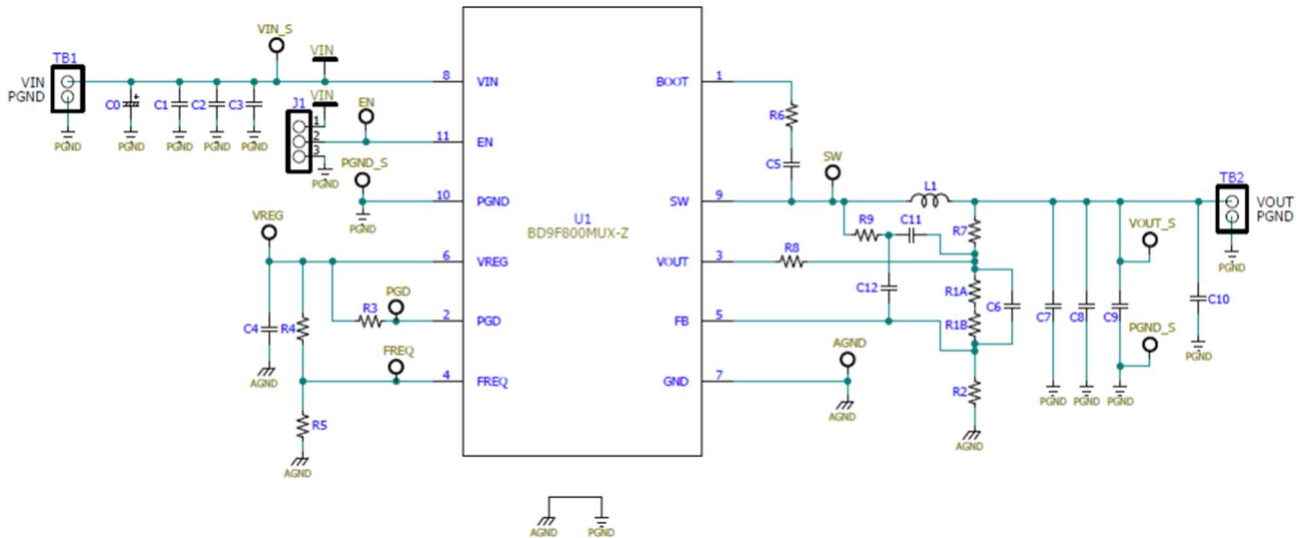 VIN_S
VIN
TB1
VIN
PGND
C0
C1
C2
C3
PGND
PGND
PGND
PGND
PGND
J1
VIN
1
2
3
EN
PGND
PGND_S
PGND
VREG
C4
R4
R3
PGD
FREQ
AGND
R5
AGND
8
VIN
11
EN
10
PGND
6
VREG
2
PGD
4
FREQ
U1
BD9F800MUX-Z
BOOT
1
SW
9
VOUT
3
FB
5
GND
7
R6
C5
SW
L1
R9
C11
R7
R8
C12
R1A
R1B
C6
R2
AGND
AGND
AGND
C7
C8
C9
PGND
PGND
PGND
VOUT_S
PGND_S
C10
PGND
TB2
VOUT
PGND
PGND
AGND
PGND